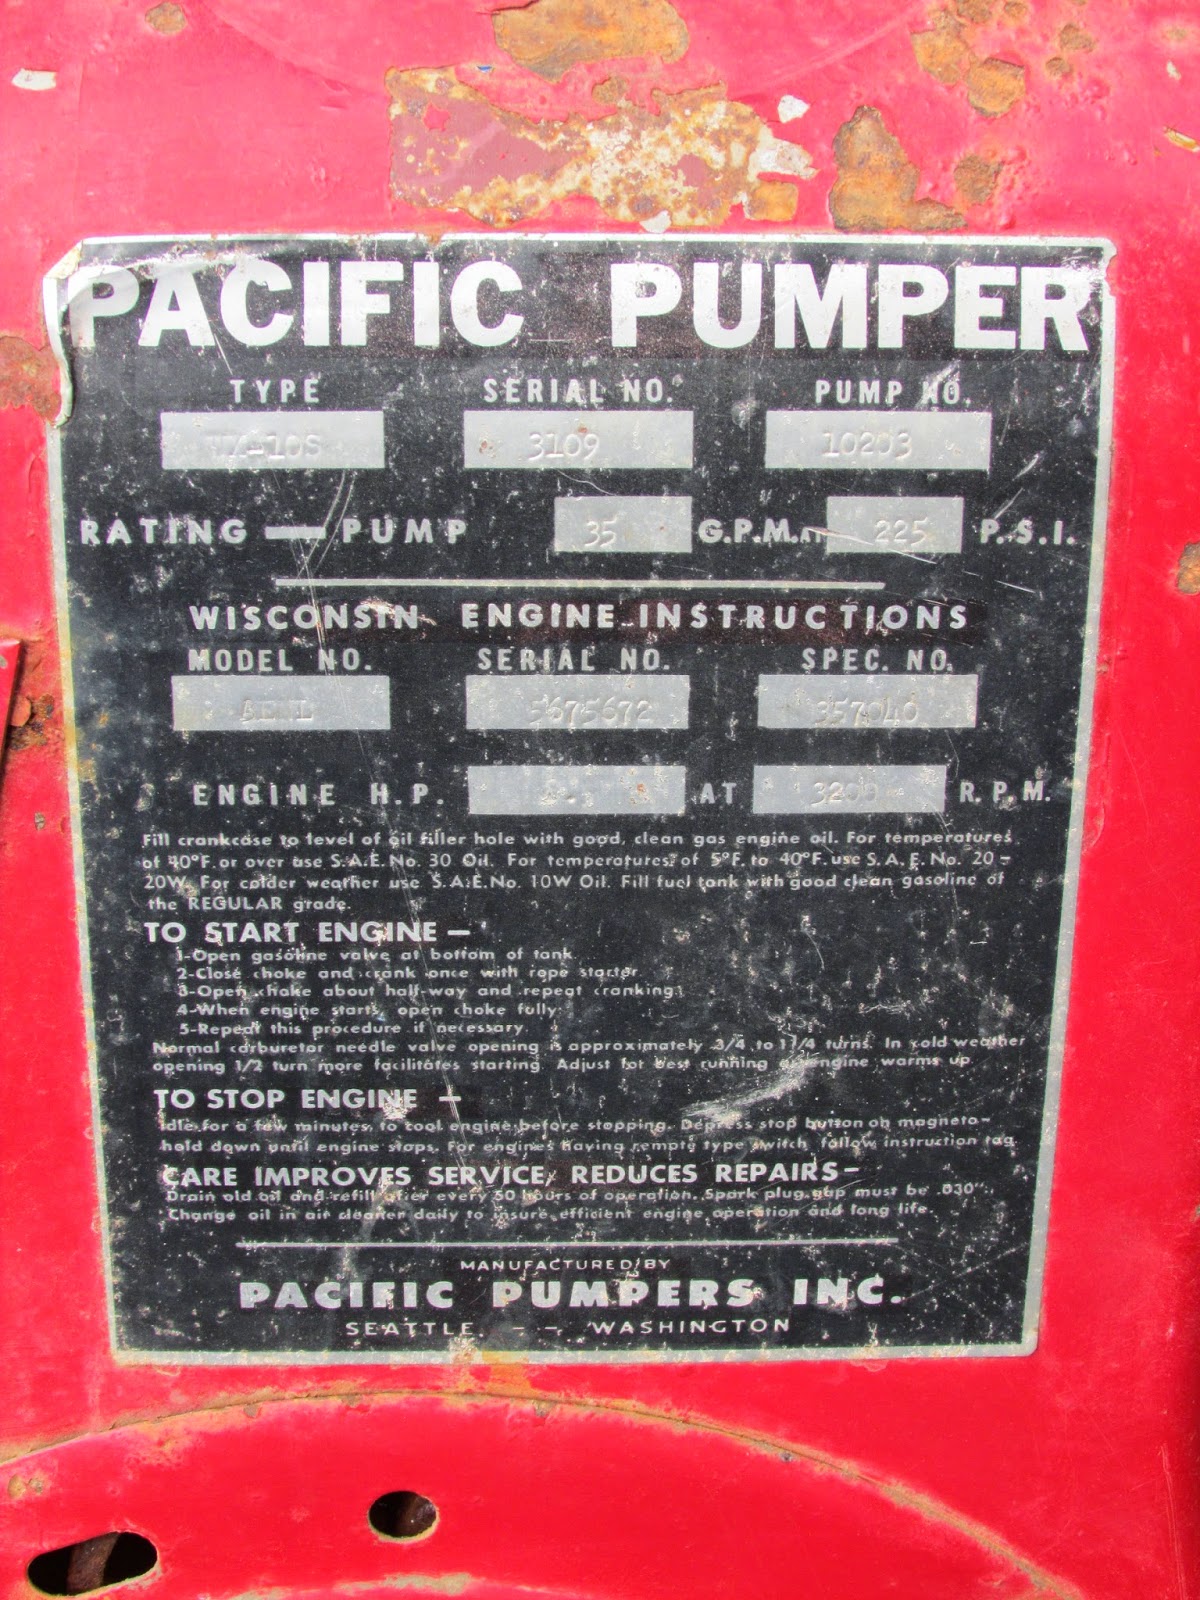 PACIFIC PUMPER
TYPE SERIAL NO. PUMP NO.
-10S 3109 10203
RATING — PUMP 35 G.P.M. AT 225 P.S.I.
WISCONSIN ENGINE INSTRUCTIONS
MODEL NO. SERIAL NO. SPEC. NO.
5675672 357040
ENGINE H.P. AT 3200 R.P.M.
Fill crankcase to level of oil filler hole with good, clean gas engine oil. For temperatures
of 40°F. or over use S.A.E. No. 30 Oil. For temperatures of 5°F. to 40°F. use S.A.E. No. 20-
20W. For colder weather use S.A.E. No. 10W Oil. Fill fuel tank with good clean gasoline of
the REGULAR grade.
TO START ENGINE —
1-Open gasoline valve at bottom of tank.
2-Close choke and crank once with rope starter.
3-Open choke about half-way and repeat cranking.
4-When engine starts, open choke fully.
5-Repeat this procedure if necessary.
Normal carburetor needle valve opening is approximately 3/4 to 1 1/4 turns. In cold weather
opening 1/2 turn more facilitates starting. Adjust for best running as engine warms up.
TO STOP ENGINE —
Idle for a few minutes, to cool engine before stopping. Depress stop button on magneto-
hold down until engine stops. For engines having remote type switch, follow instruction tag.
CARE IMPROVES SERVICE, REDUCES REPAIRS-
Drain old oil and refill after every 50 hours of operation. Spark plug gap must be .030".
Change oil in air cleaner daily to insure efficient engine operation and long life.
MANUFACTURED BY
PACIFIC PUMPERS INC.
SEATTLE -- WASHINGTON